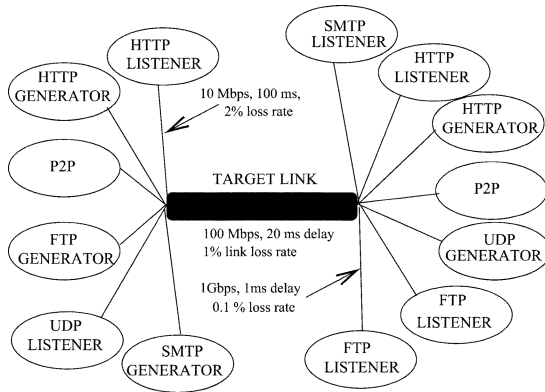 HTTP
LISTENER
HTTP
GENERATOR
P2P
FTP
GENERATOR
UDP
LISTENER
SMTP
GENERATOR
10 Mbps, 100 ms,
2% loss rate
TARGET LINK
100 Mbps, 20 ms delay
1% link loss rate
1Gbps, 1ms delay
0.1 % loss rate
SMTP
LISTENER
HTTP
LISTENER
HTTP
GENERATOR
P2P
UDP
GENERATOR
FTP
LISTENER
FTP
LISTENER